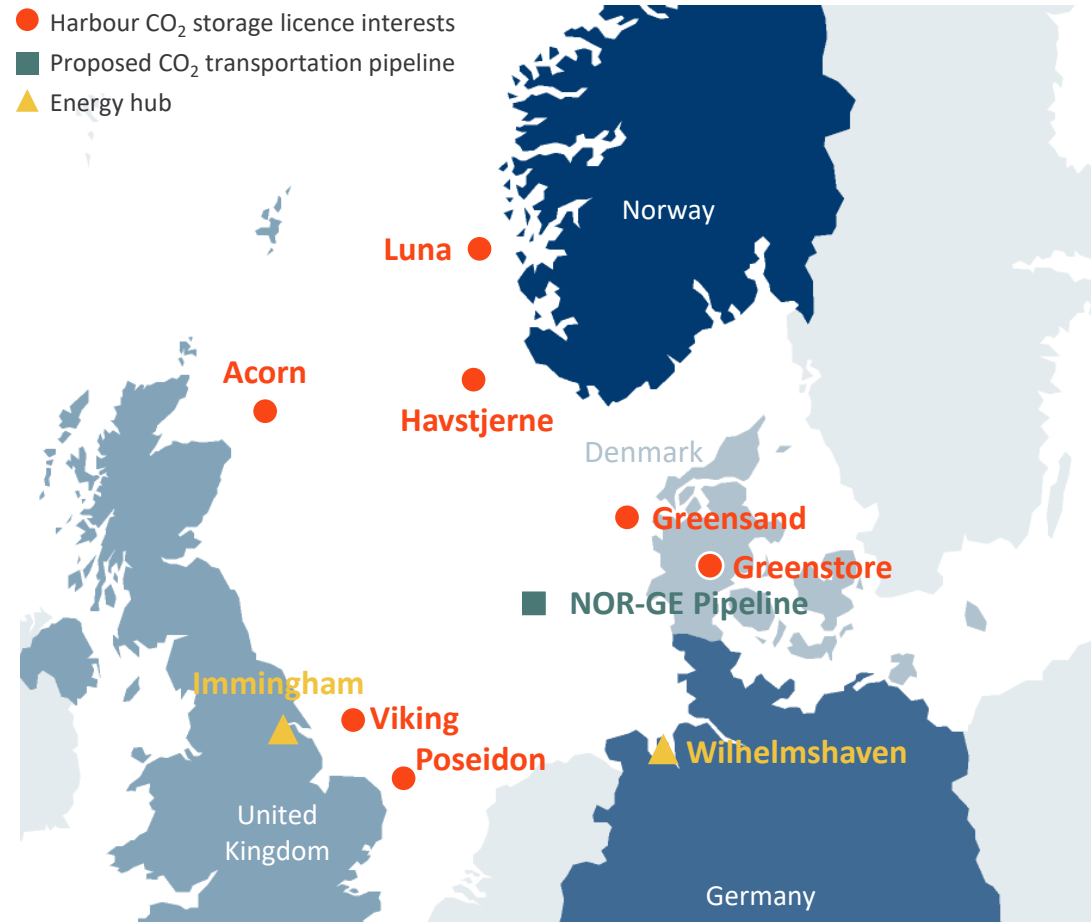 Harbour CO₂ storage licence interests
Proposed CO₂ transportation pipeline
Energy hub
Norway
Luna
Acorn
Havstjerne
Denmark
Greensand
Greenstore
NOR-GE Pipeline
Immingham
Viking
Poseidon
Wilhelmshaven
United
Kingdom
Germany